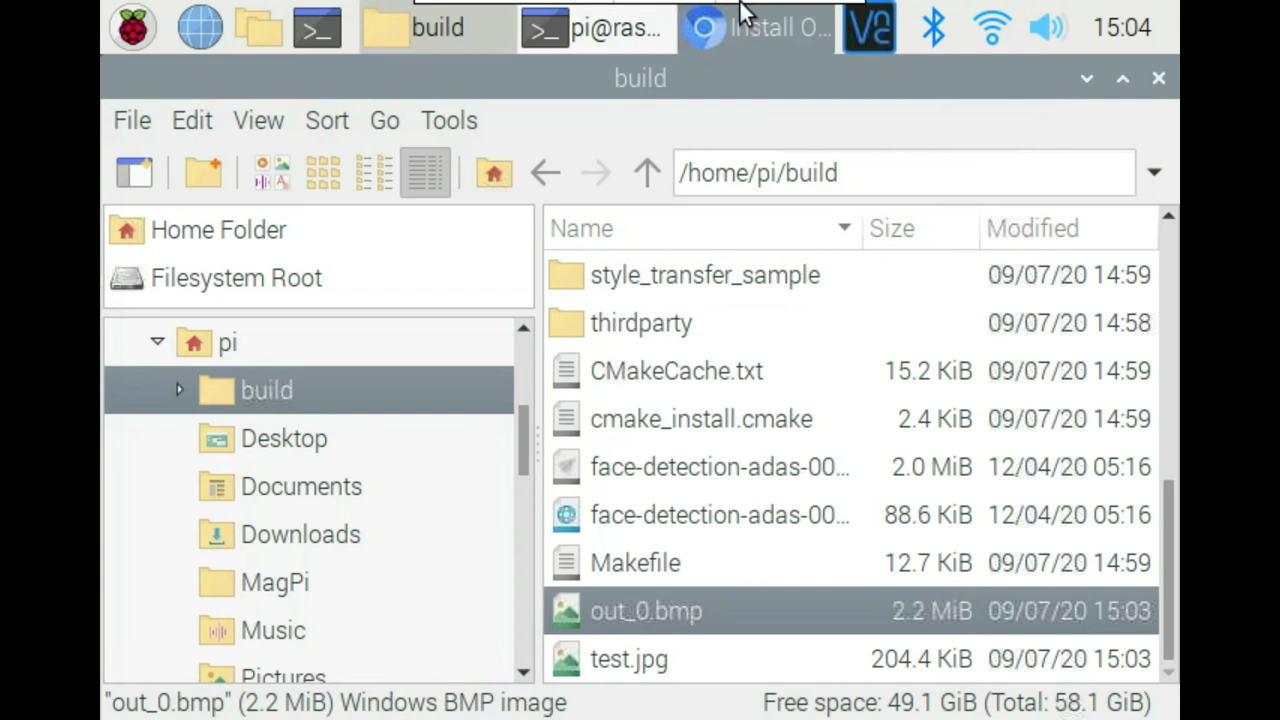 build
pi@ras...
Install O...
15:04
build
File Edit View Sort Go Tools
/home/pi/build
Home Folder
Filesystem Root
pi
build
Desktop
Documents
Downloads
MagPi
Music
Pictures
Name Size Modified
style_transfer_sample 09/07/20 14:59
thirdparty 09/07/20 14:58
CMakeCache.txt 15.2 KiB 09/07/20 14:59
cmake_install.cmake 2.4 KiB 09/07/20 14:59
face-detection-adas-00... 2.0 MiB 12/04/20 05:16
face-detection-adas-00... 88.6 KiB 12/04/20 05:16
Makefile 12.7 KiB 09/07/20 14:59
out_0.bmp 2.2 MiB 09/07/20 15:03
test.jpg 204.4 KiB 09/07/20 15:03
"out_0.bmp" (2.2 MiB) Windows BMP image
Free space: 49.1 GiB (Total: 58.1 GiB)